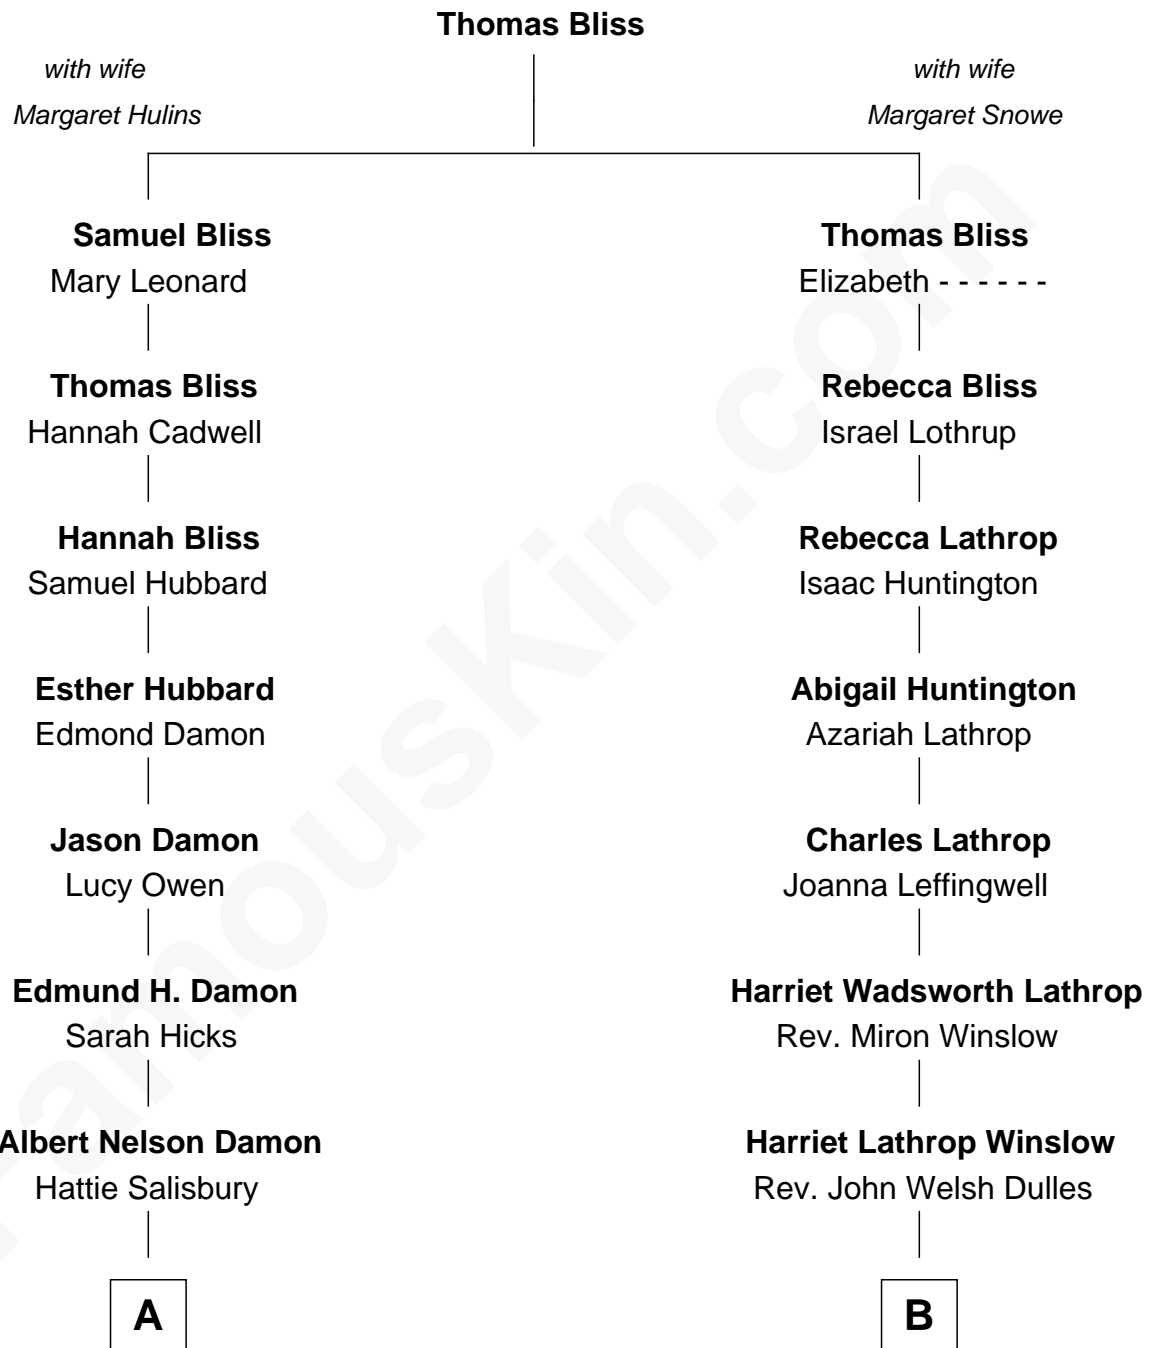 Thomas Bliss
with wife
Margaret Hulins
with wife
Margaret Snowe
Samuel Bliss
Mary Leonard
Thomas Bliss
Elizabeth - - - - - -
Thomas Bliss
Hannah Cadwell
Rebecca Bliss
Israel Lothrup
Hannah Bliss
Samuel Hubbard
Rebecca Lathrop
Isaac Huntington
Esther Hubbard
Edmond Damon
Abigail Huntington
Azariah Lathrop
Jason Damon
Lucy Owen
Charles Lathrop
Joanna Leffingwell
Edmund H. Damon
Sarah Hicks
Harriet Wadsworth Lathrop
Rev. Miron Winslow
Albert Nelson Damon
Hattie Salisbury
Harriet Lathrop Winslow
Rev. John Welsh Dulles
A
B
FamousKin.com